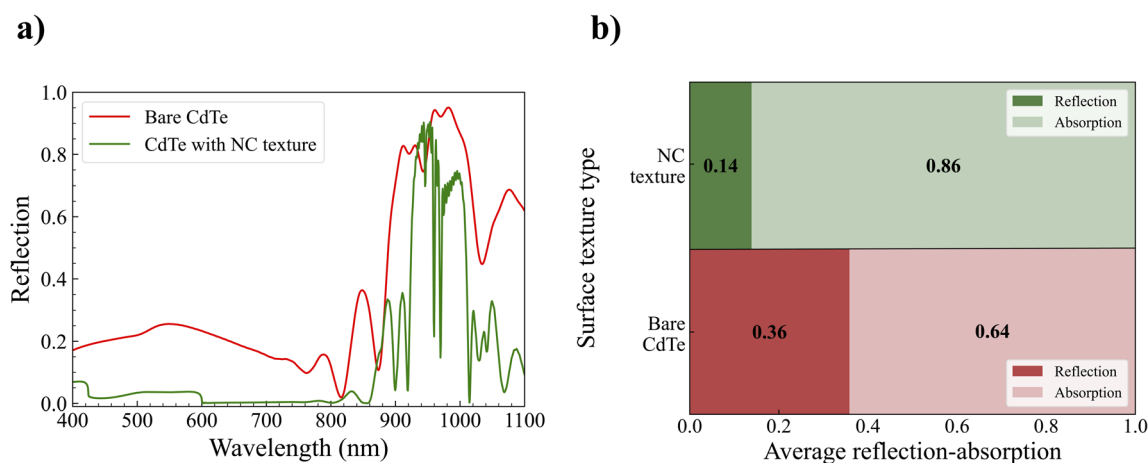 a)
1.0
0.8
0.6
0.4
0.2
0.0
Reflection
Bare CdTe
CdTe with NC texture
400
500
600
700
800
900
1000
1100
Wavelength (nm)
b)
Surface texture type
NC
texture
Bare
CdTe
Reflection
Absorption
0.14
0.86
0.36
0.64
Reflection
Absorption
0.0
0.2
0.4
0.6
0.8
1.0
Average reflection-absorption